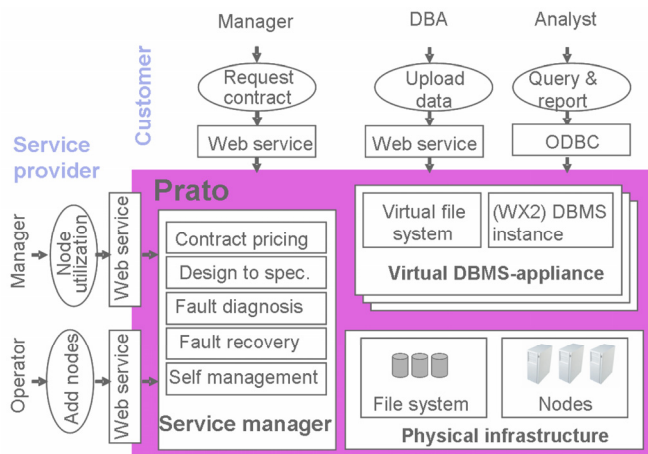 Manager
DBA
Analyst
Customer
Request
contract
Upload
data
Query &
report
Web service
Web service
ODBC
Service
provider
Prato
Manager
Node
utilization
Web service
Operator
Add nodes
Web service
Contract pricing
Design to spec.
Fault diagnosis
Fault recovery
Self management
Service manager
Virtual file
system
(WX2) DBMS
instance
Virtual DBMS-appliance
File system
Nodes
Physical infrastructure